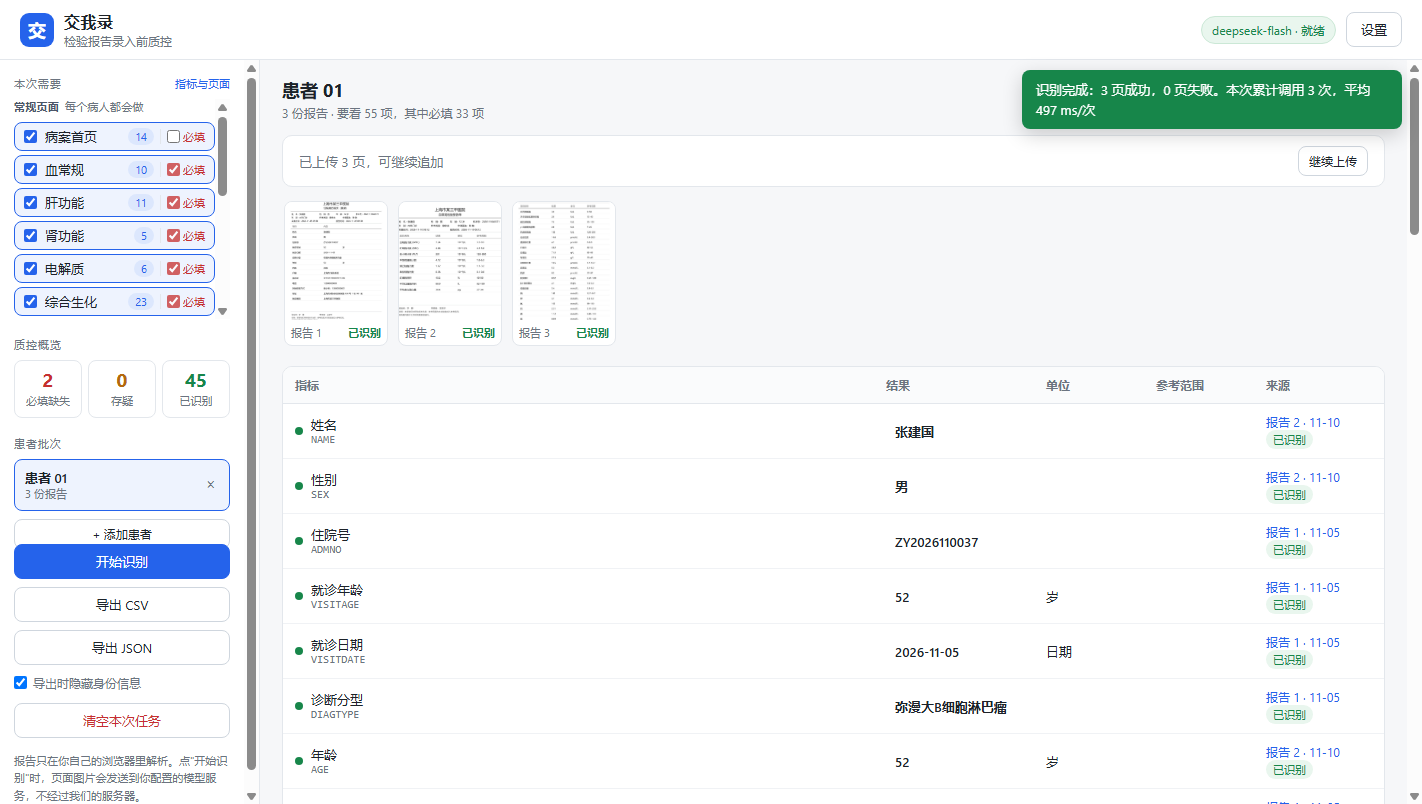 交
交我录
检验报告录入前质控
deepseek-flash · 就绪
设置
本次需要
指标与页面
常规页面 每个病人都会做
病案首页 14 必填
血常规 10 必填
肝功能 11 必填
肾功能 5 必填
电解质 6 必填
综合生化 23 必填
质控概览
2 0 45
必填缺失 存疑 已识别
患者批次
患者 01
3 份报告
×
+ 添加患者
开始识别
导出 CSV
导出 JSON
导出时隐藏身份信息
清空本次任务
报告只在你自己的浏览器里解析。点“开始识
别”时，页面图片会发送到你配置的模型服
务，不经过我们的服务器。
患者 01
3 份报告 · 要看 55 项，其中必填 33 项
识别完成：3 页成功，0 页失败。本次累计调用 3 次，平均
497 ms/次
已上传 3 页，可继续追加
继续上传
报告 1 已识别
报告 2 已识别
报告 3 已识别
指标 结果 单位 参考范围 来源
姓名
NAME
张建国
报告 2 · 11-10
已识别
性别
SEX
男
报告 2 · 11-10
已识别
住院号
ADMNO
ZY2026110037
报告 1 · 11-05
已识别
就诊年龄
VISITAGE
52
岁
报告 1 · 11-05
已识别
就诊日期
VISITDATE
2026-11-05
日期
报告 1 · 11-05
已识别
诊断分型
DIAGTYPE
弥漫大B细胞淋巴瘤
报告 1 · 11-05
已识别
年龄
AGE
52
岁
报告 2 · 11-10
已识别